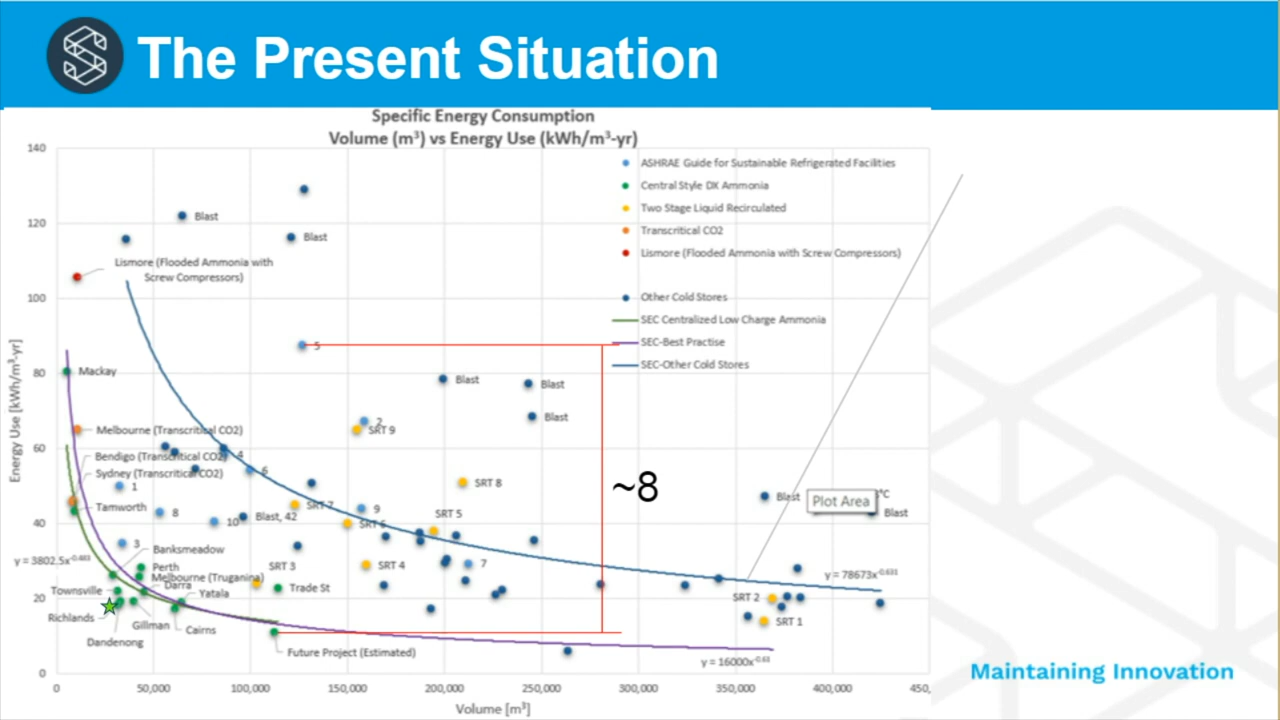 The Present Situation
Specific Energy Consumption
Volume (m³) vs Energy Use (kWh/m³-yr)
140
120
100
80
60
40
20
0
Energy Use [kWh/m³-yr]
ASHRAE Guide for Sustainable Refrigerated Facilities
Central Style DX Ammonia
Two Stage Liquid Recirculated
Transcritical CO2
Lismore (Flooded Ammonia with Screw Compressors)
Other Cold Stores
SEC Centralized Low Charge Ammonia
SEC-Best Practise
SEC-Other Cold Stores
Blast
Blast
Lismore (Flooded Ammonia with
Screw Compressors)
5
Mackay
Blast
Blast
Blast
2
SRT 9
Melbourne (Transcritical CO2)
Bendigo (Transcritical CO2)
4
Sydney (Transcritical CO2)
6
1
SRT 8
~8
Tamworth
SRT 7
9
8
10
Blast, 42
SRT 6
SRT 5
Blast
°C
Plot Area
Blast
3
Banksmeadow
y = 3802.5x
Perth
SRT 3
SRT 4
7
Melbourne (Truganina)
Darra
Trade St
y = 78673x^-0.631
Townsville
Yatala
SRT 2
Richlands
Gillman
Cairns
SRT 1
Dandenong
Future Project (Estimated)
y = 16000x^-0.63
0
50,000
100,000
150,000
200,000
250,000
300,000
350,000
400,000
450,
Volume [m³]
Maintaining Innovation